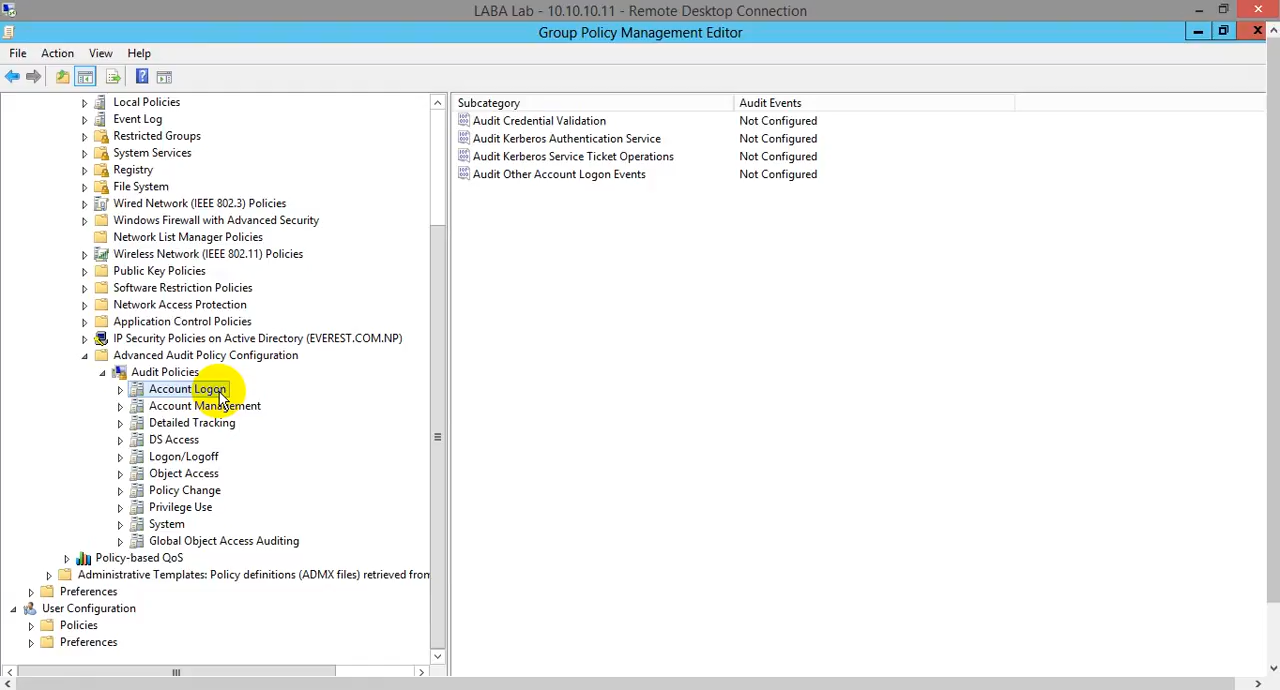 LABA Lab - 10.10.10.11 - Remote Desktop Connection
Group Policy Management Editor
File Action View Help
Local Policies
Event Log
Restricted Groups
System Services
Registry
File System
Wired Network (IEEE 802.3) Policies
Windows Firewall with Advanced Security
Network List Manager Policies
Wireless Network (IEEE 802.11) Policies
Public Key Policies
Software Restriction Policies
Network Access Protection
Application Control Policies
IP Security Policies on Active Directory (EVEREST.COM.NP)
Advanced Audit Policy Configuration
Audit Policies
Account Logon
Account Management
Detailed Tracking
DS Access
Logon/Logoff
Object Access
Policy Change
Privilege Use
System
Global Object Access Auditing
Policy-based QoS
Administrative Templates: Policy definitions (ADMX files) retrieved from
Preferences
User Configuration
Policies
Preferences
Subcategory Audit Events
Audit Credential Validation Not Configured
Audit Kerberos Authentication Service Not Configured
Audit Kerberos Service Ticket Operations Not Configured
Audit Other Account Logon Events Not Configured